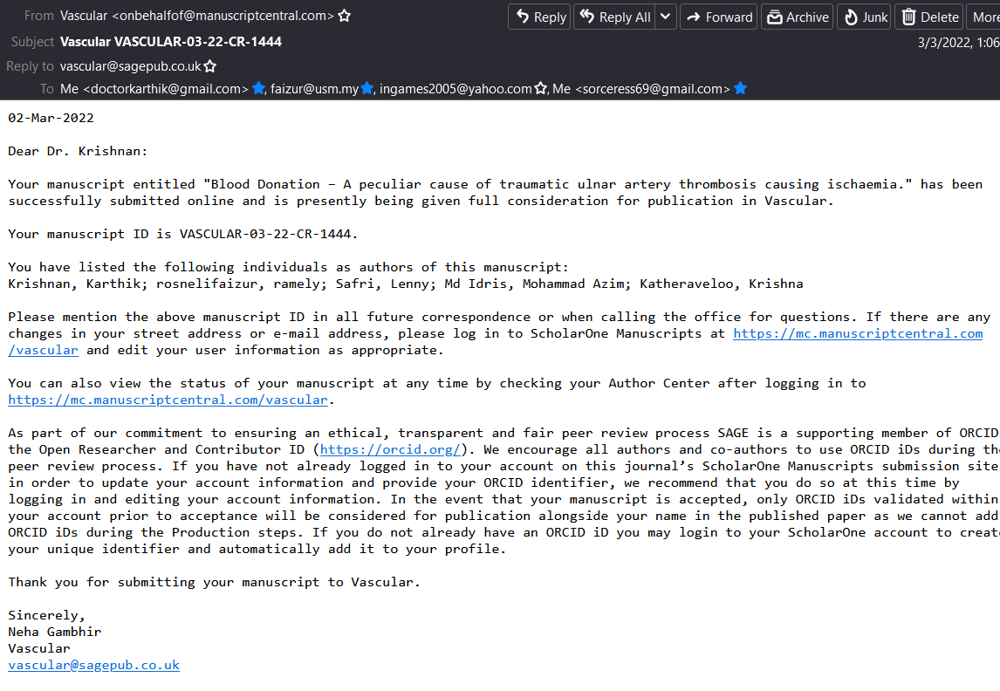 From Vascular <onbehalfof@manuscriptcentral.com> Reply Reply All Forward Archive Junk Delete More
Subject Vascular VASCULAR-03-22-CR-1444 3/3/2022, 1:06
Reply to vascular@sagepub.co.uk
To Me <doctorkarthik@gmail.com>, faizur@usm.my, ingames2005@yahoo.com, Me <sorceress69@gmail.com>
02-Mar-2022
Dear Dr. Krishnan:
Your manuscript entitled "Blood Donation – A peculiar cause of traumatic ulnar artery thrombosis causing ischaemia." has been
successfully submitted online and is presently being given full consideration for publication in Vascular.
Your manuscript ID is VASCULAR-03-22-CR-1444.
You have listed the following individuals as authors of this manuscript:
Krishnan, Karthik; rosnelifaizur, ramely; Safri, Lenny; Md Idris, Mohammad Azim; Katheraveloo, Krishna
Please mention the above manuscript ID in all future correspondence or when calling the office for questions. If there are any
changes in your street address or e-mail address, please log in to ScholarOne Manuscripts at https://mc.manuscriptcentral.com
/vascular and edit your user information as appropriate.
You can also view the status of your manuscript at any time by checking your Author Center after logging in to
https://mc.manuscriptcentral.com/vascular.
As part of our commitment to ensuring an ethical, transparent and fair peer review process SAGE is a supporting member of ORCID
the Open Researcher and Contributor ID (https://orcid.org/). We encourage all authors and co-authors to use ORCID iDs during the
peer review process. If you have not already logged in to your account on this journal’s ScholarOne Manuscripts submission site
in order to update your account information and provide your ORCID identifier, we recommend that you do so at this time by
logging in and editing your account information. In the event that your manuscript is accepted, only ORCID iDs validated within
your account prior to acceptance will be considered for publication alongside your name in the published paper as we cannot add
ORCID iDs during the Production steps. If you do not already have an ORCID iD you may login to your ScholarOne account to create
your unique identifier and automatically add it to your profile.
Thank you for submitting your manuscript to Vascular.
Sincerely,
Neha Gambhir
Vascular
vascular@sagepub.co.uk